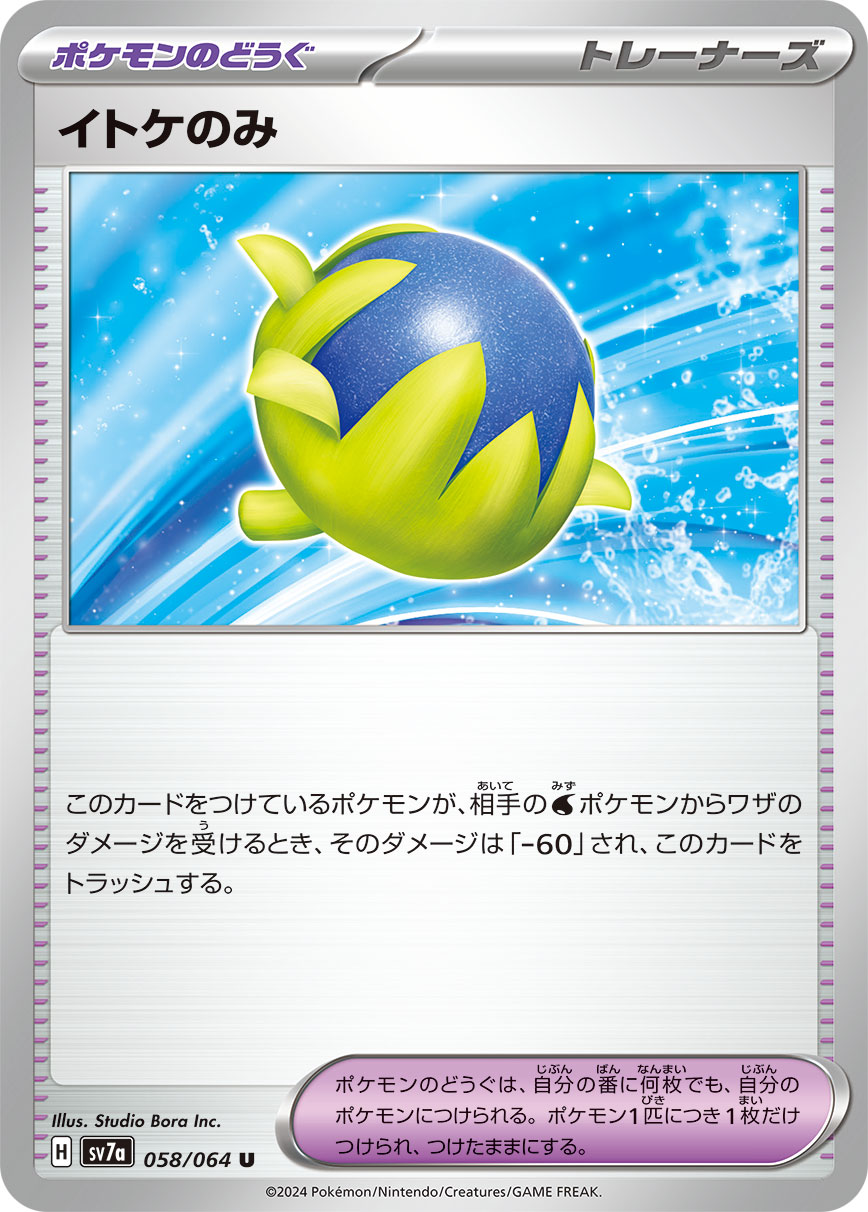 ポケモンのどうぐ
トレーナーズ
イトケのみ
このカードをつけているポケモンが、相手のポケモンからワザの
ダメージを受けるとき、そのダメージは「-60」され、このカードを
トラッシュする。
ポケモンのどうぐは、自分の番に何枚でも、自分の
ポケモンにつけられる。ポケモン1匹につき1枚だけ
つけられ、つけたままにする。
Illus. Studio Bora Inc.
H sv7a 058/064 U
©2024 Pokémon/Nintendo/Creatures/GAME FREAK.